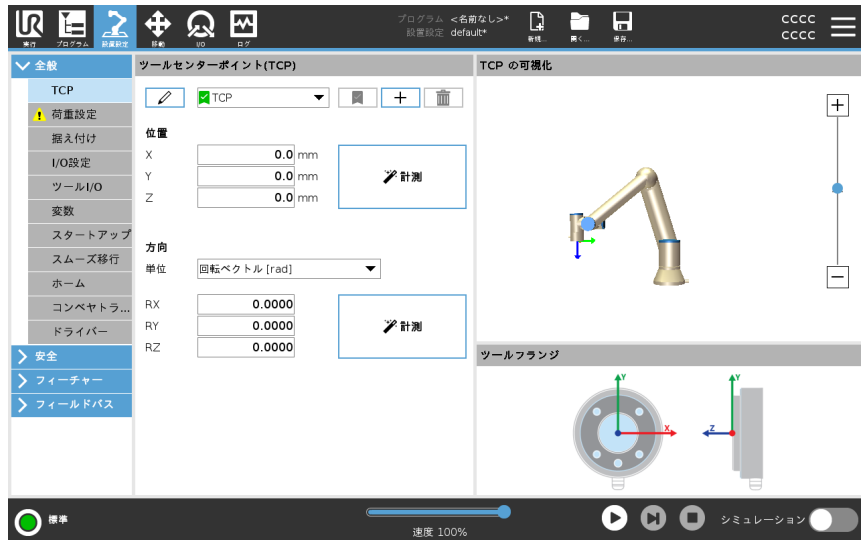 UR
実行
プログラム
設置設定
移動
I/O
ログ
プログラム <名前なし>*
設置設定 default*
新規...
開く...
保存...
CCCC
CCCC
全般
TCP
荷重設定
据え付け
I/O設定
ツールI/O
変数
スタートアップ
スムーズ移行
ホーム
コンベヤトラ...
ドライバー
安全
フィーチャー
フィールドバス
ツールセンターポイント(TCP)
TCP
位置
X 0.0 mm
Y 0.0 mm
Z 0.0 mm
計測
方向
単位 回転ベクトル [rad]
RX 0.0000
RY 0.0000
RZ 0.0000
計測
TCP の可視化
ツールフランジ
Y
X
Y
Z
標準
速度 100%
シミュレーション